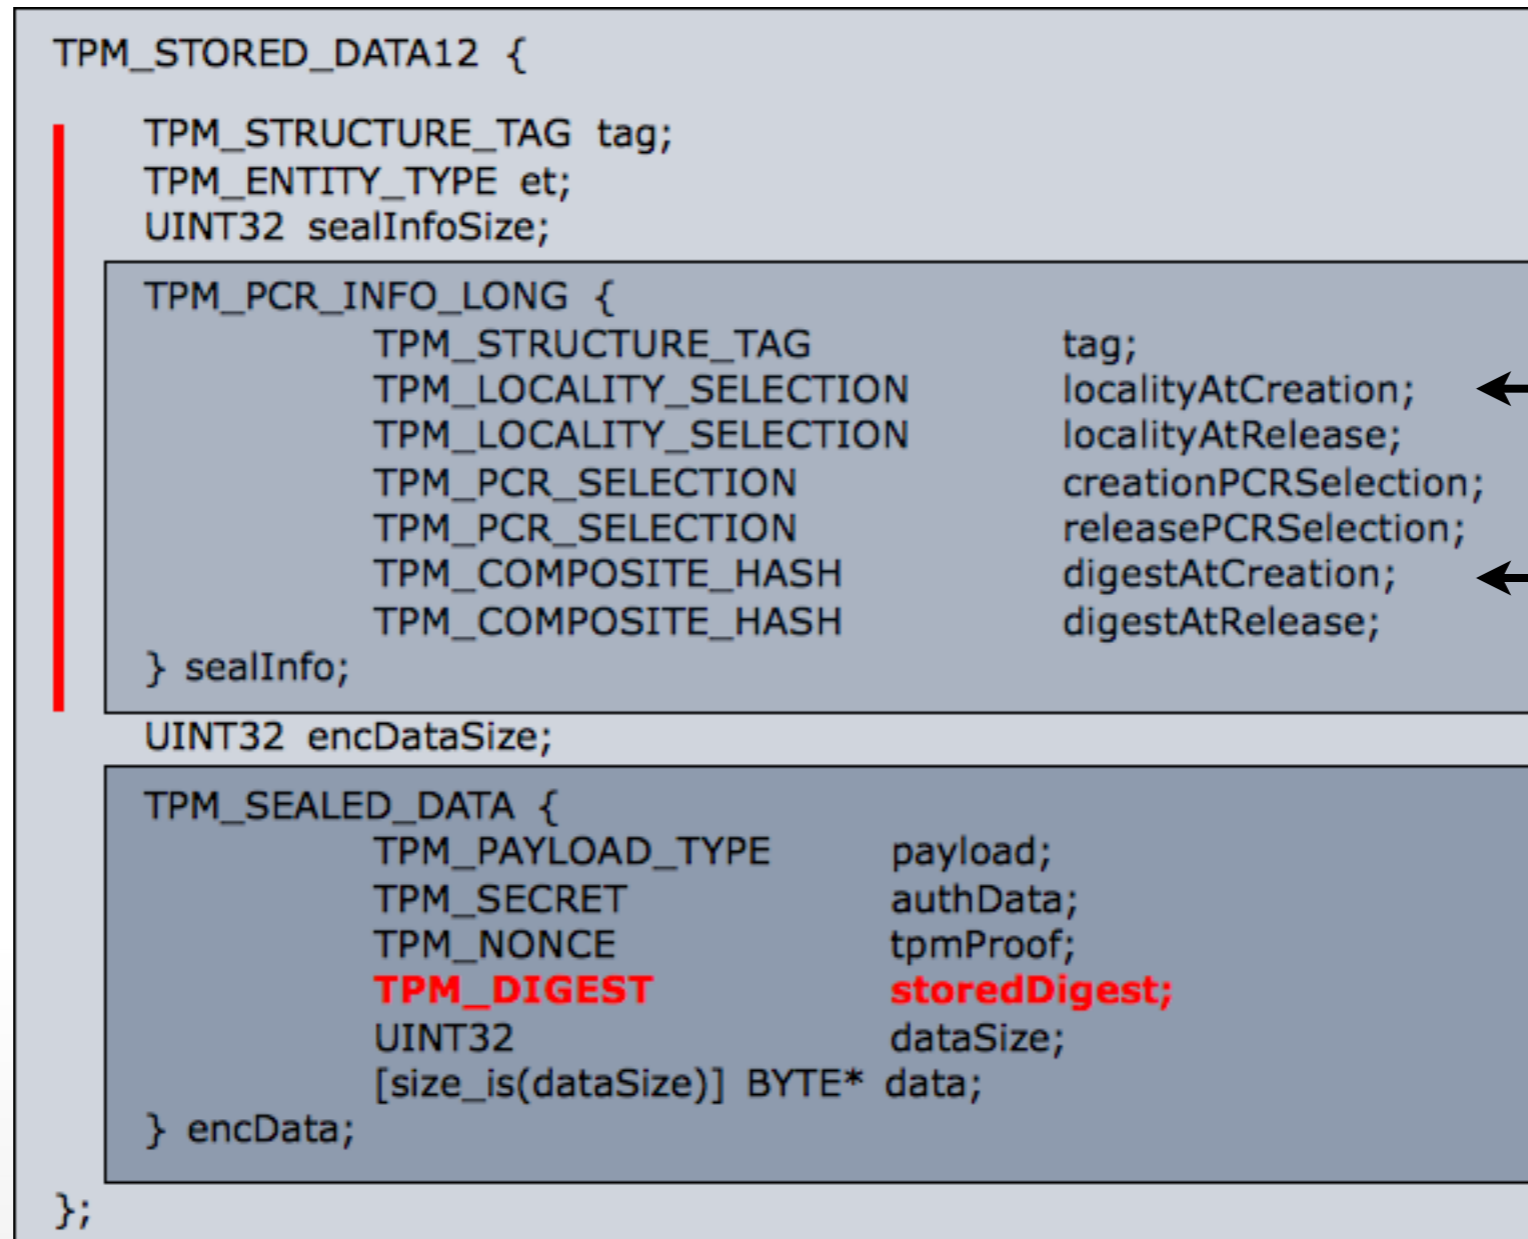 TPM_STORED_DATA12 {
TPM_STRUCTURE_TAG tag;
TPM_ENTITY_TYPE et;
UINT32 sealInfoSize;
TPM_PCR_INFO_LONG {
TPM_STRUCTURE_TAG tag;
TPM_LOCALITY_SELECTION localityAtCreation;
TPM_LOCALITY_SELECTION localityAtRelease;
TPM_PCR_SELECTION creationPCRSelection;
TPM_PCR_SELECTION releasePCRSelection;
TPM_COMPOSITE_HASH digestAtCreation;
TPM_COMPOSITE_HASH digestAtRelease;
} sealInfo;
UINT32 encDataSize;
TPM_SEALED_DATA {
TPM_PAYLOAD_TYPE payload;
TPM_SECRET authData;
TPM_NONCE tpmProof;
TPM_DIGEST storedDigest;
UINT32 dataSize;
[size_is(dataSize)] BYTE* data;
} encData;
};